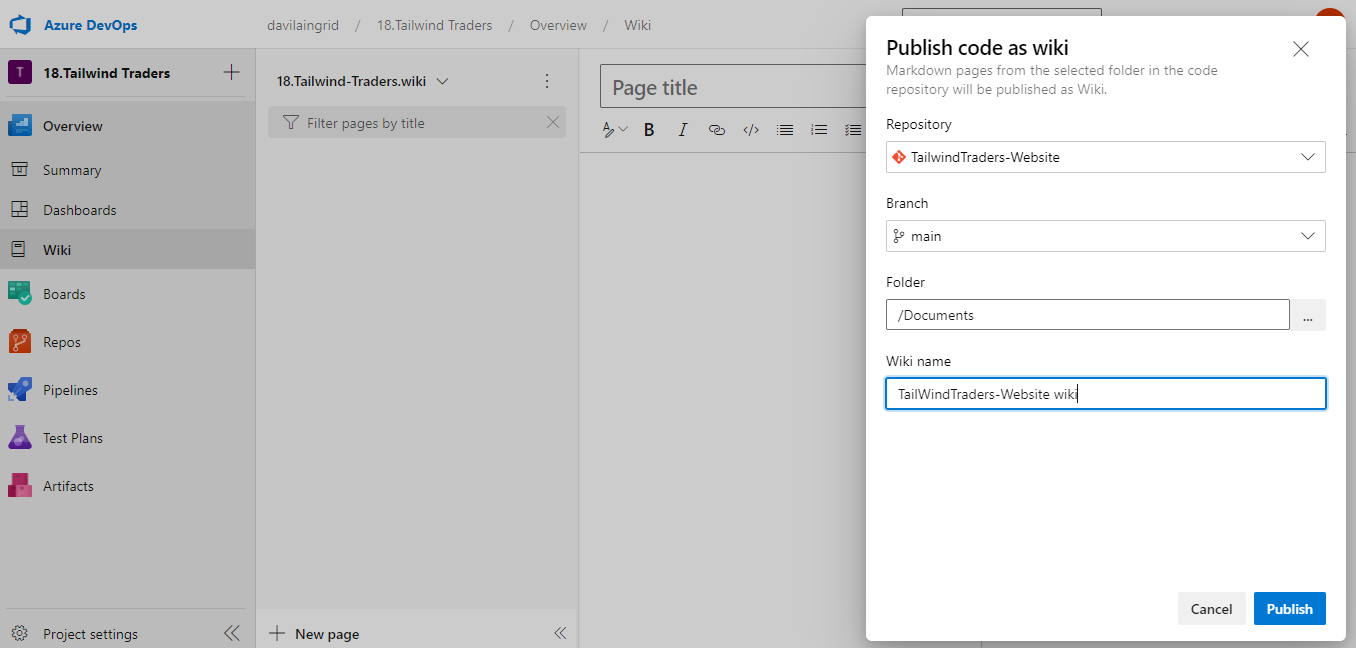 Azure DevOps
davilaingrid / 18.Tailwind Traders / Overview / Wiki
T 18.Tailwind Traders
Overview
Summary
Dashboards
Wiki
Boards
Repos
Pipelines
Test Plans
Artifacts
Project settings
18.Tailwind-Traders.wiki
Filter pages by title
New page
Page title
B I </>
Publish code as wiki
Markdown pages from the selected folder in the code
repository will be published as Wiki.
Repository
TailwindTraders-Website
Branch
main
Folder
/Documents
...
Wiki name
TailWindTraders-Website wiki
Cancel Publish